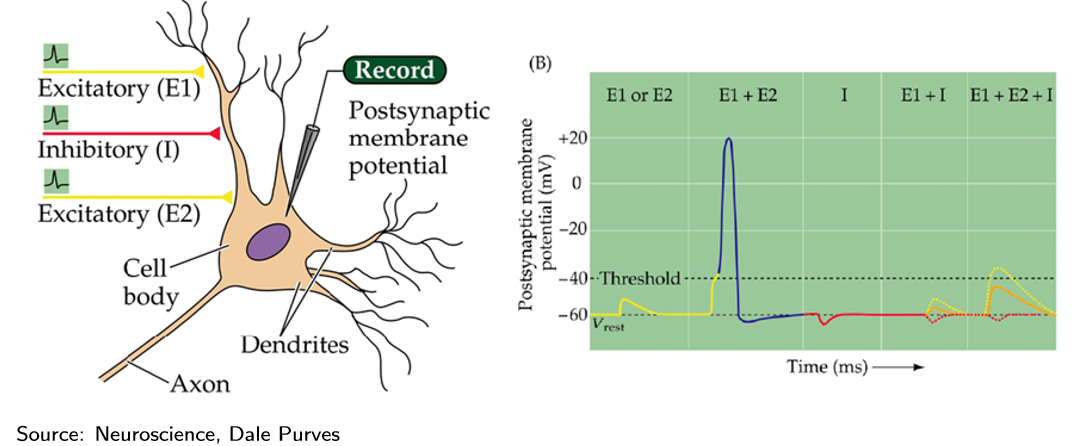 Excitatory (E1)
Inhibitory (I)
Excitatory (E2)
Record
Postsynaptic
membrane
potential
Cell
body
Dendrites
Axon
(B)
E1 or E2
E1 + E2
I
E1 + I
E1 + E2 + I
Postsynaptic membrane
potential (mV)
+20
0
−20
−40
Threshold
−60
Vrest
Time (ms)
Source: Neuroscience, Dale Purves